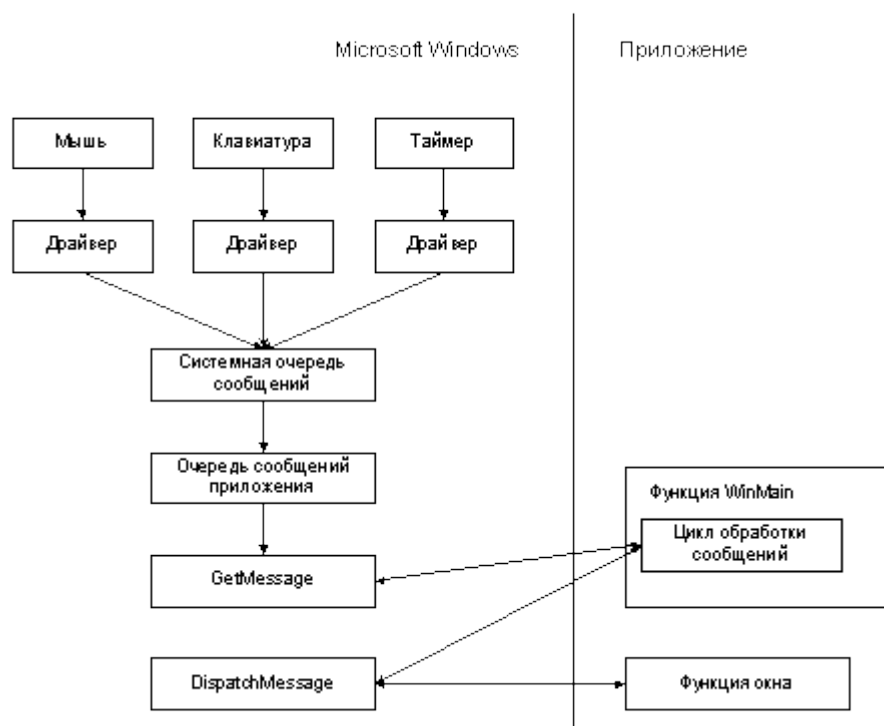 Microsoft Windows
Приложение
Мышь
Клавиатура
Таймер
Драйвер
Драйвер
Драйвер
Системная очередь
сообщений
Очередь сообщений
приложения
Функция WinMain
Цикл обработки
сообщений
GetMessage
DispatchMessage
Функция окна